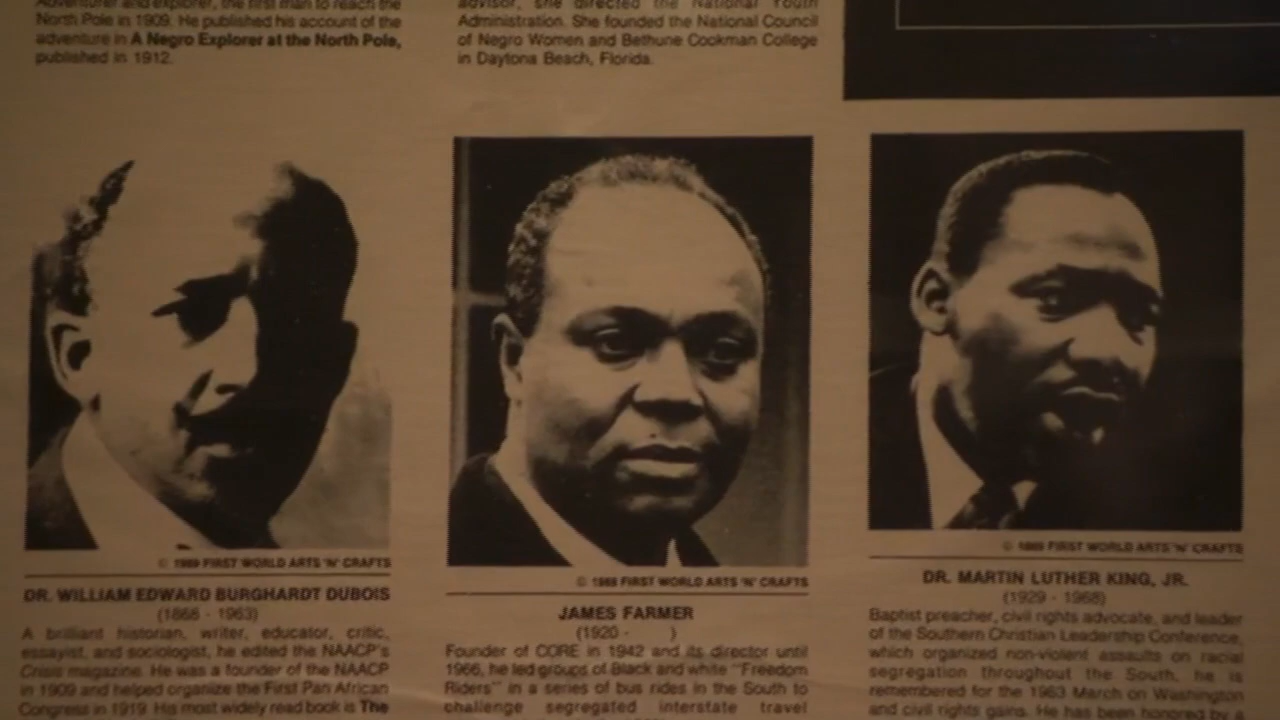 Adventurer and explorer, the first man to reach the
North Pole in 1909. He published his account of the
adventure in A Negro Explorer at the North Pole,
published in 1912.
advisor, she directed the National Youth
Administration. She founded the National Council
of Negro Women and Bethune Cookman College
in Daytona Beach, Florida.
© 1989 FIRST WORLD ARTS 'N' CRAFTS
DR. WILLIAM EDWARD BURGHARDT DUBOIS
(1868 - 1963)
A brilliant historian, writer, educator, critic,
essayist, and sociologist, he edited the NAACP's
Crisis magazine. He was a founder of the NAACP
in 1909 and helped organize the First Pan African
Congress in 1919. His most widely read book is The
© 1989 FIRST WORLD ARTS 'N' CRAFTS
JAMES FARMER
(1920 - )
Founder of CORE in 1942 and its director until
1966, he led groups of Black and white "Freedom
Riders" in a series of bus rides in the South to
challenge segregated interstate travel
© 1989 FIRST WORLD ARTS 'N' CRAFTS
DR. MARTIN LUTHER KING, JR.
(1929 - 1968)
Baptist preacher, civil rights advocate, and leader
of the Southern Christian Leadership Conference,
which organized non-violent assaults on racial
segregation throughout the South, he is
remembered for the 1963 March on Washington
and civil rights gains. He has been honored by a